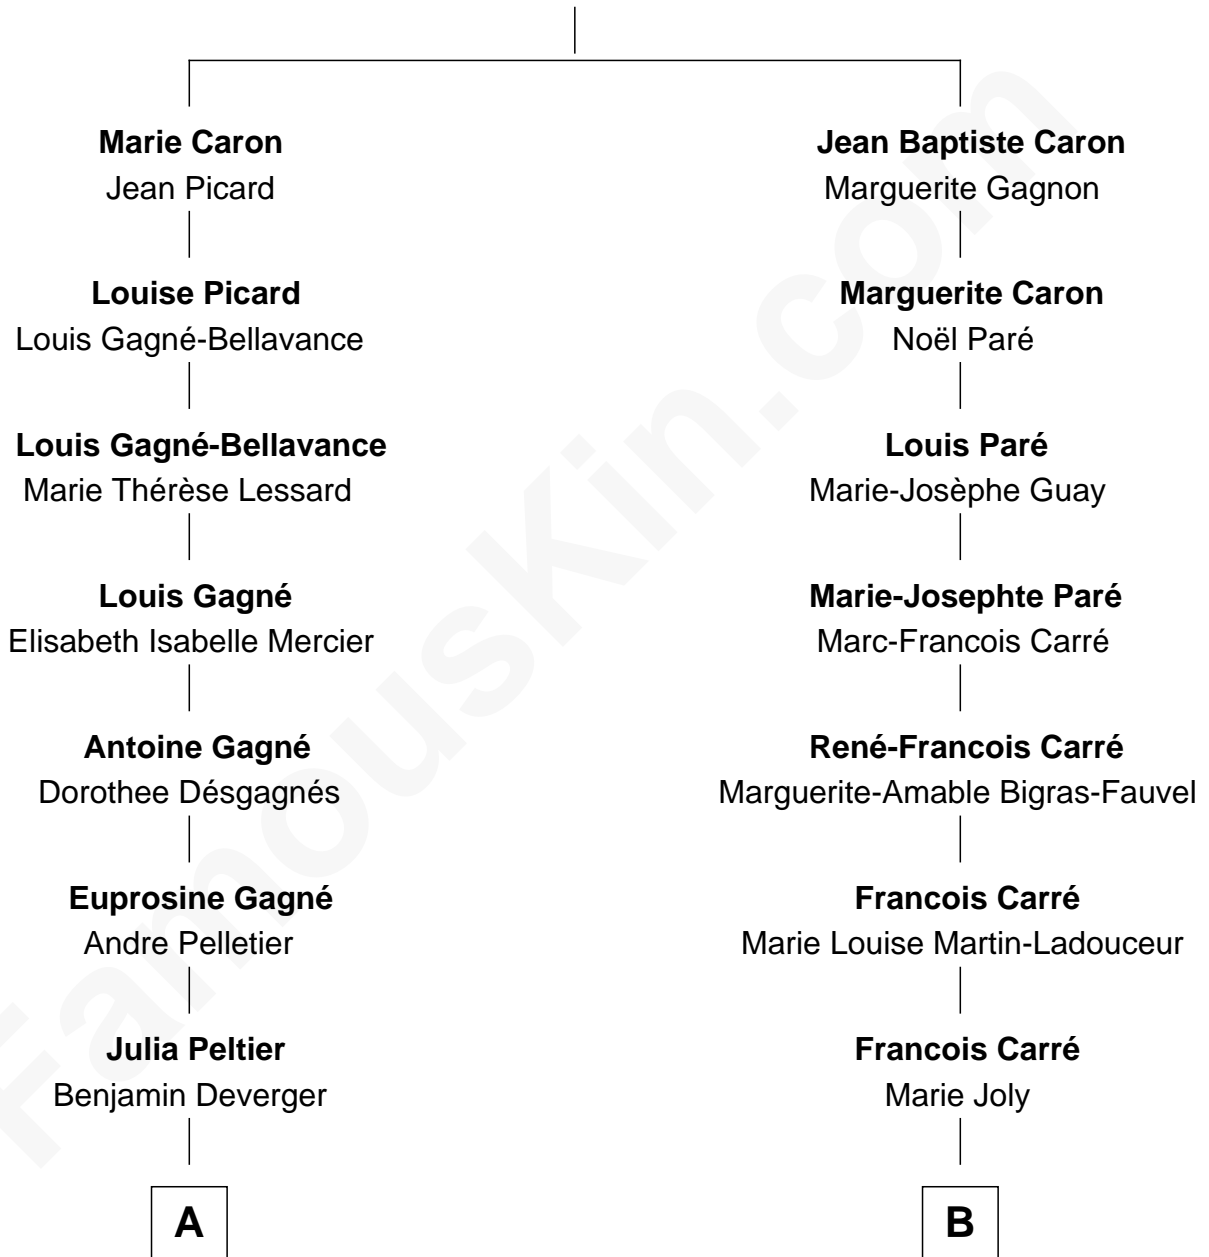 Marie Caron
Jean Picard
Louise Picard
Louis Gagné-Bellavance
Louis Gagné-Bellavance
Marie Thérèse Lessard
Louis Gagné
Elisabeth Isabelle Mercier
Antoine Gagné
Dorothee Désgagnés
Euprosine Gagné
Andre Pelletier
Julia Peltier
Benjamin Deverger
A
Jean Baptiste Caron
Marguerite Gagnon
Marguerite Caron
Noël Paré
Louis Paré
Marie-Josèphe Guay
Marie-Josephte Paré
Marc-Francois Carré
René-Francois Carré
Marguerite-Amable Bigras-Fauvel
Francois Carré
Marie Louise Martin-Ladouceur
Francois Carré
Marie Joly
B
FamousKin.com